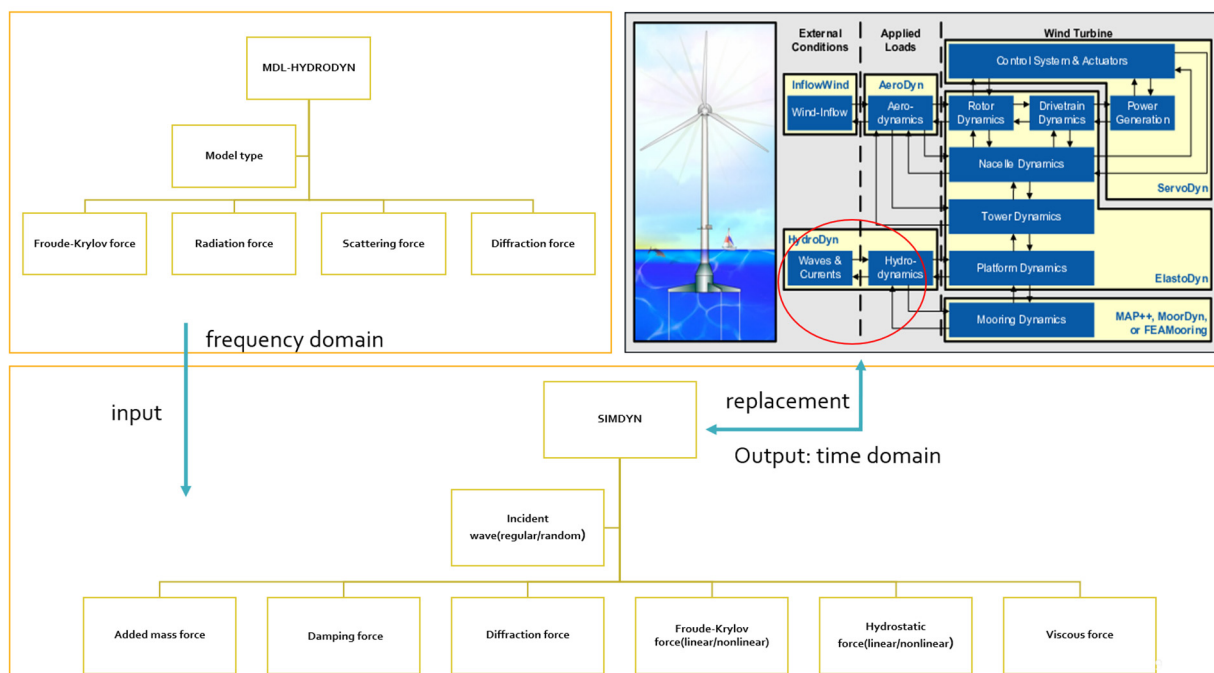 MDL-HYDRODYN
Model type
Froude-Krylov force
Radiation force
Scattering force
Diffraction force
External
Conditions
Applied
Loads
Wind Turbine
Control System & Actuators
InflowWind
AeroDyn
Wind-Inflow
Aero-
dynamics
Rotor
Dynamics
Drivetrain
Dynamics
Power
Generation
Nacelle Dynamics
ServoDyn
Tower Dynamics
HydroDyn
Waves &
Currents
Hydro-
dynamics
Platform Dynamics
ElastoDyn
Mooring Dynamics
MAP++, MoorDyn,
or FEAMooring
frequency domain
input
replacement
Output: time domain
SIMDYN
Incident
wave(regular/random)
Added mass force
Damping force
Diffraction force
Froude-Krylov
force(linear/nonlinear)
Hydrostatic
force(linear/nonlinear)
Viscous force